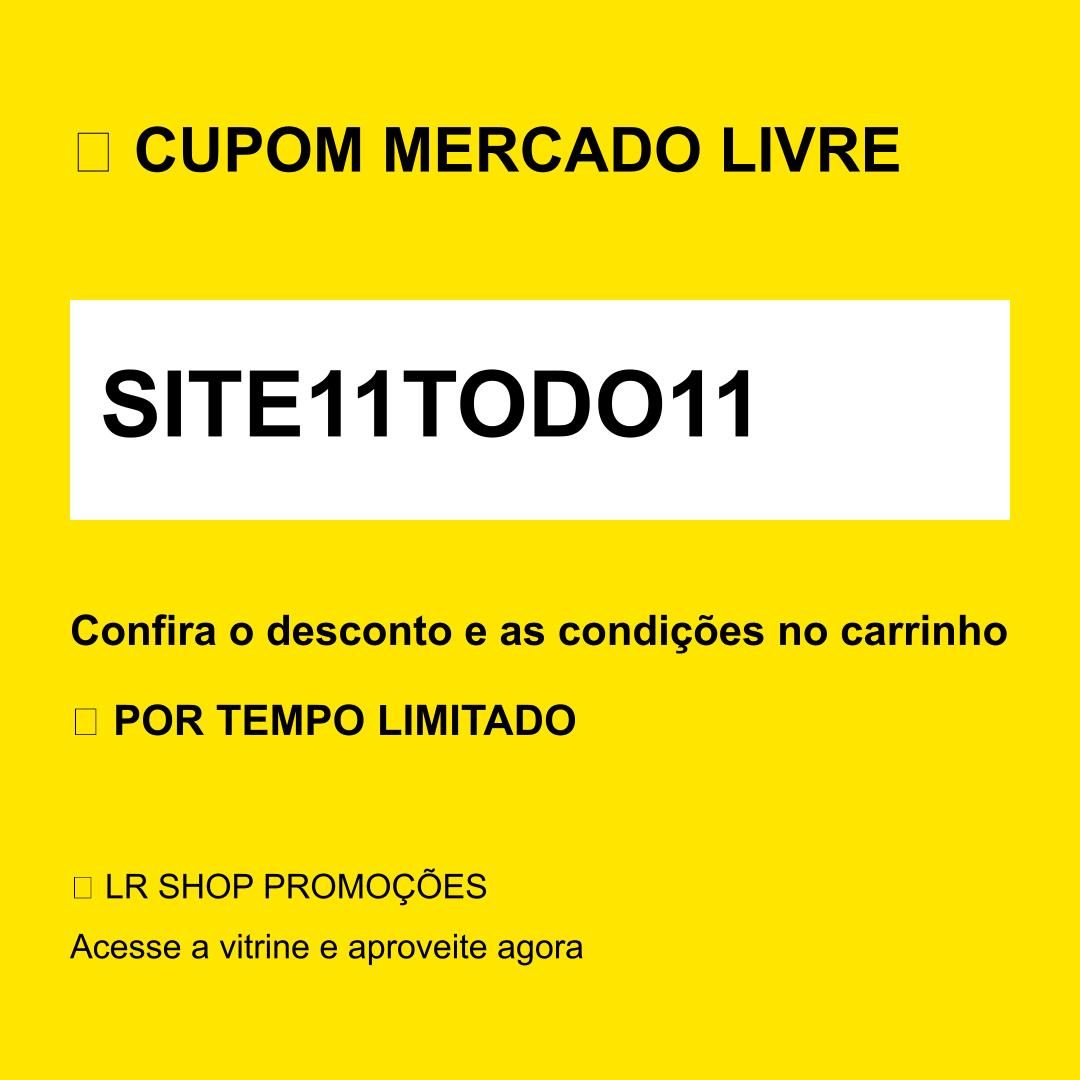 CUPOM MERCADO LIVRE
SITE11TODO11
Confira o desconto e as condições no carrinho
POR TEMPO LIMITADO
LR SHOP PROMOÇÕES
Acesse a vitrine e aproveite agora